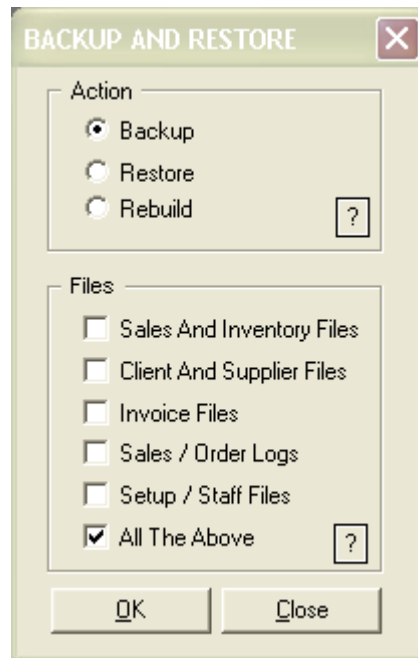 BACKUP AND RESTORE
Action
Backup
Restore
Rebuild
?
Files
Sales And Inventory Files
Client And Supplier Files
Invoice Files
Sales / Order Logs
Setup / Staff Files
All The Above
?
OK Close